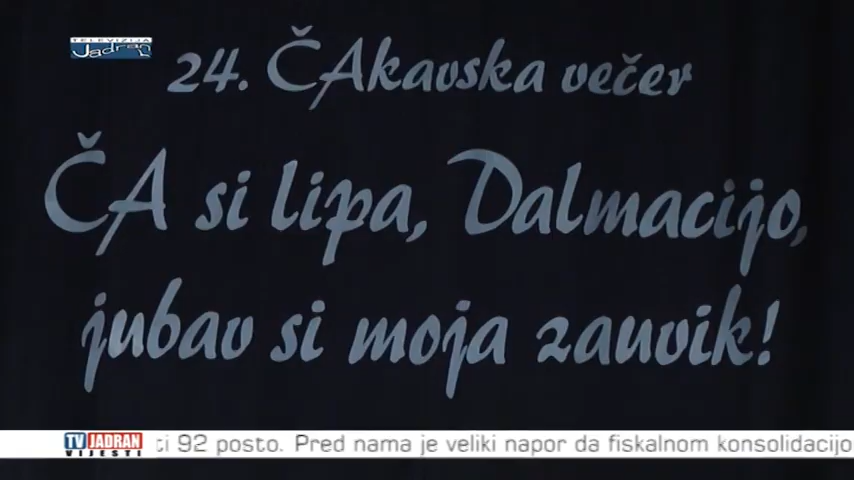 TELEVIZIJA
Jadran
24. ČAkavska večer
ČA si lipa, Dalmacijo,
jubav si moja zauvik!
TV JADRAN
VIJESTI
ti 92 posto. Pred nama je veliki napor da fiskalnom konsolidacijo